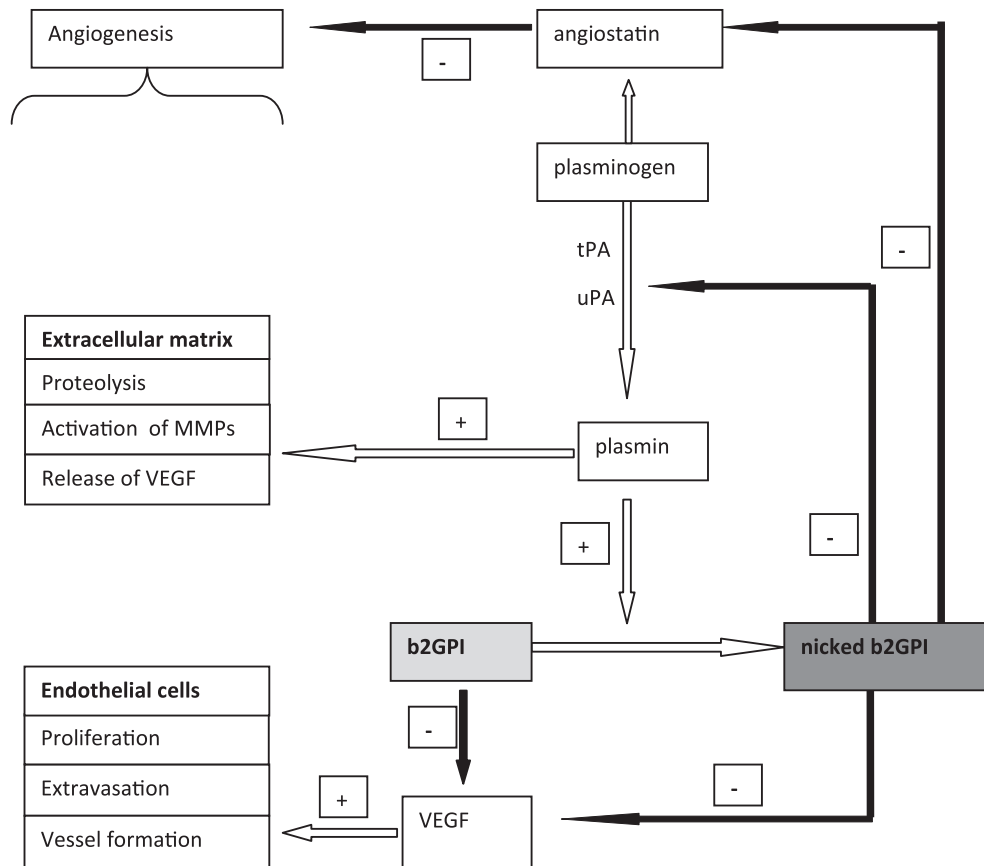 Angiogenesis
angiostatin
-
plasminogen
tPA
-
uPA
Extracellular matrix
Proteolysis
Activation of MMPs
+
plasmin
Release of VEGF
-
+
b2GPI
nicked b2GPI
Endothelial cells
-
Proliferation
Extravasation
-
+
VEGF
Vessel formation